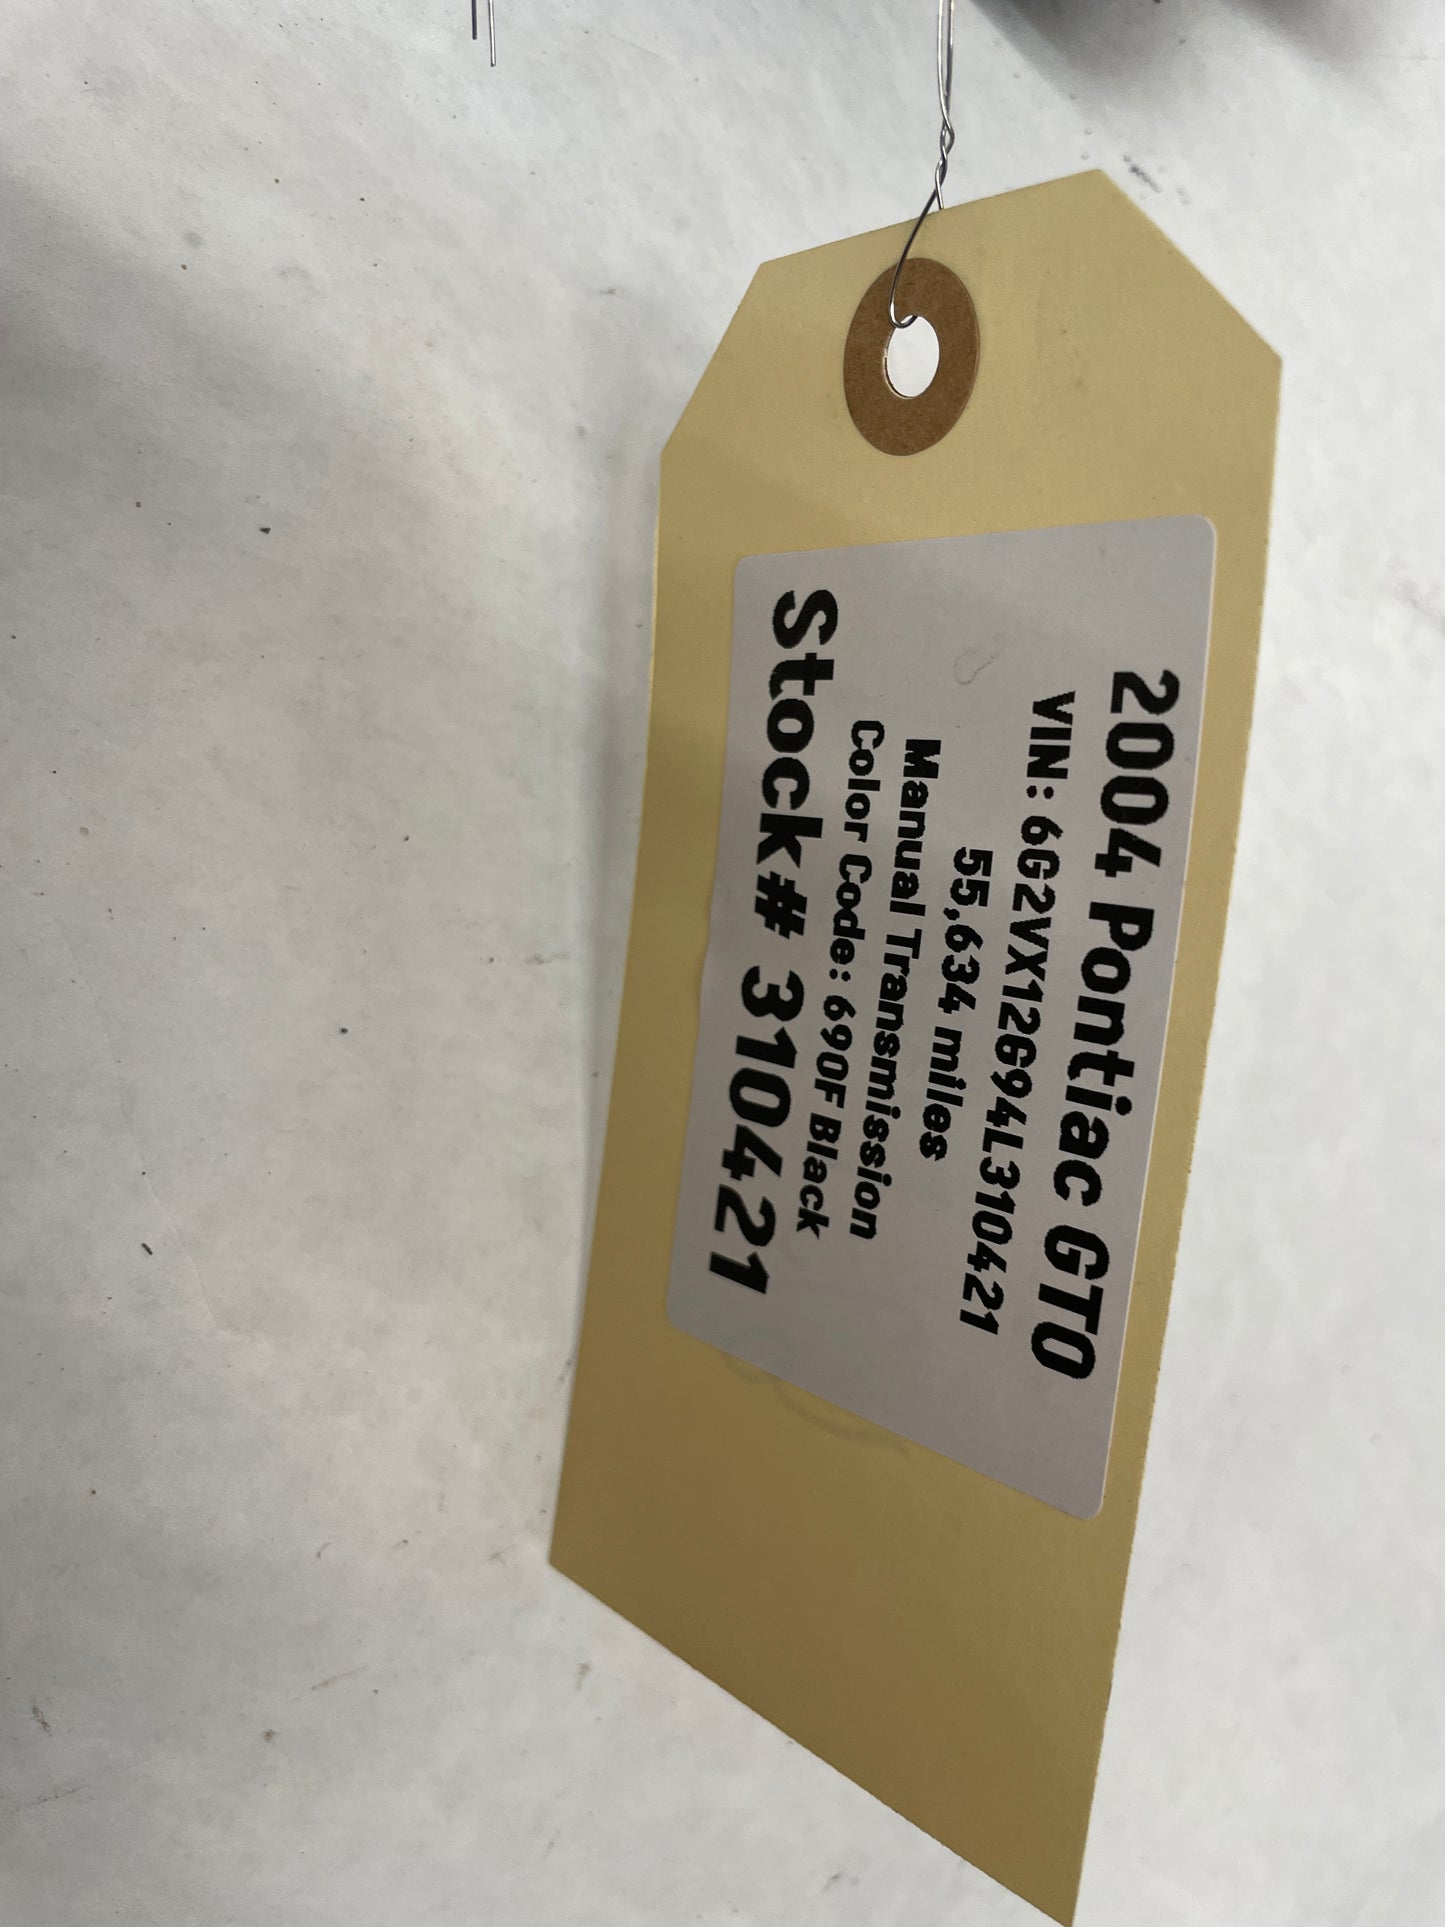 2004 Pontiac GTO
VIN: 6G2VX12G94L310421
55,634 miles
Manual Transmission
Color Code: 690F Black
Stock# 310421